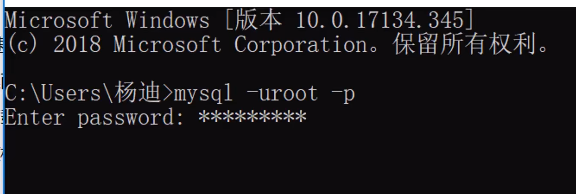 Microsoft Windows [版本 10.0.17134.345]
(c) 2018 Microsoft Corporation。保留所有权利。
C:\Users\杨迪>mysql -uroot -p
Enter password: *********